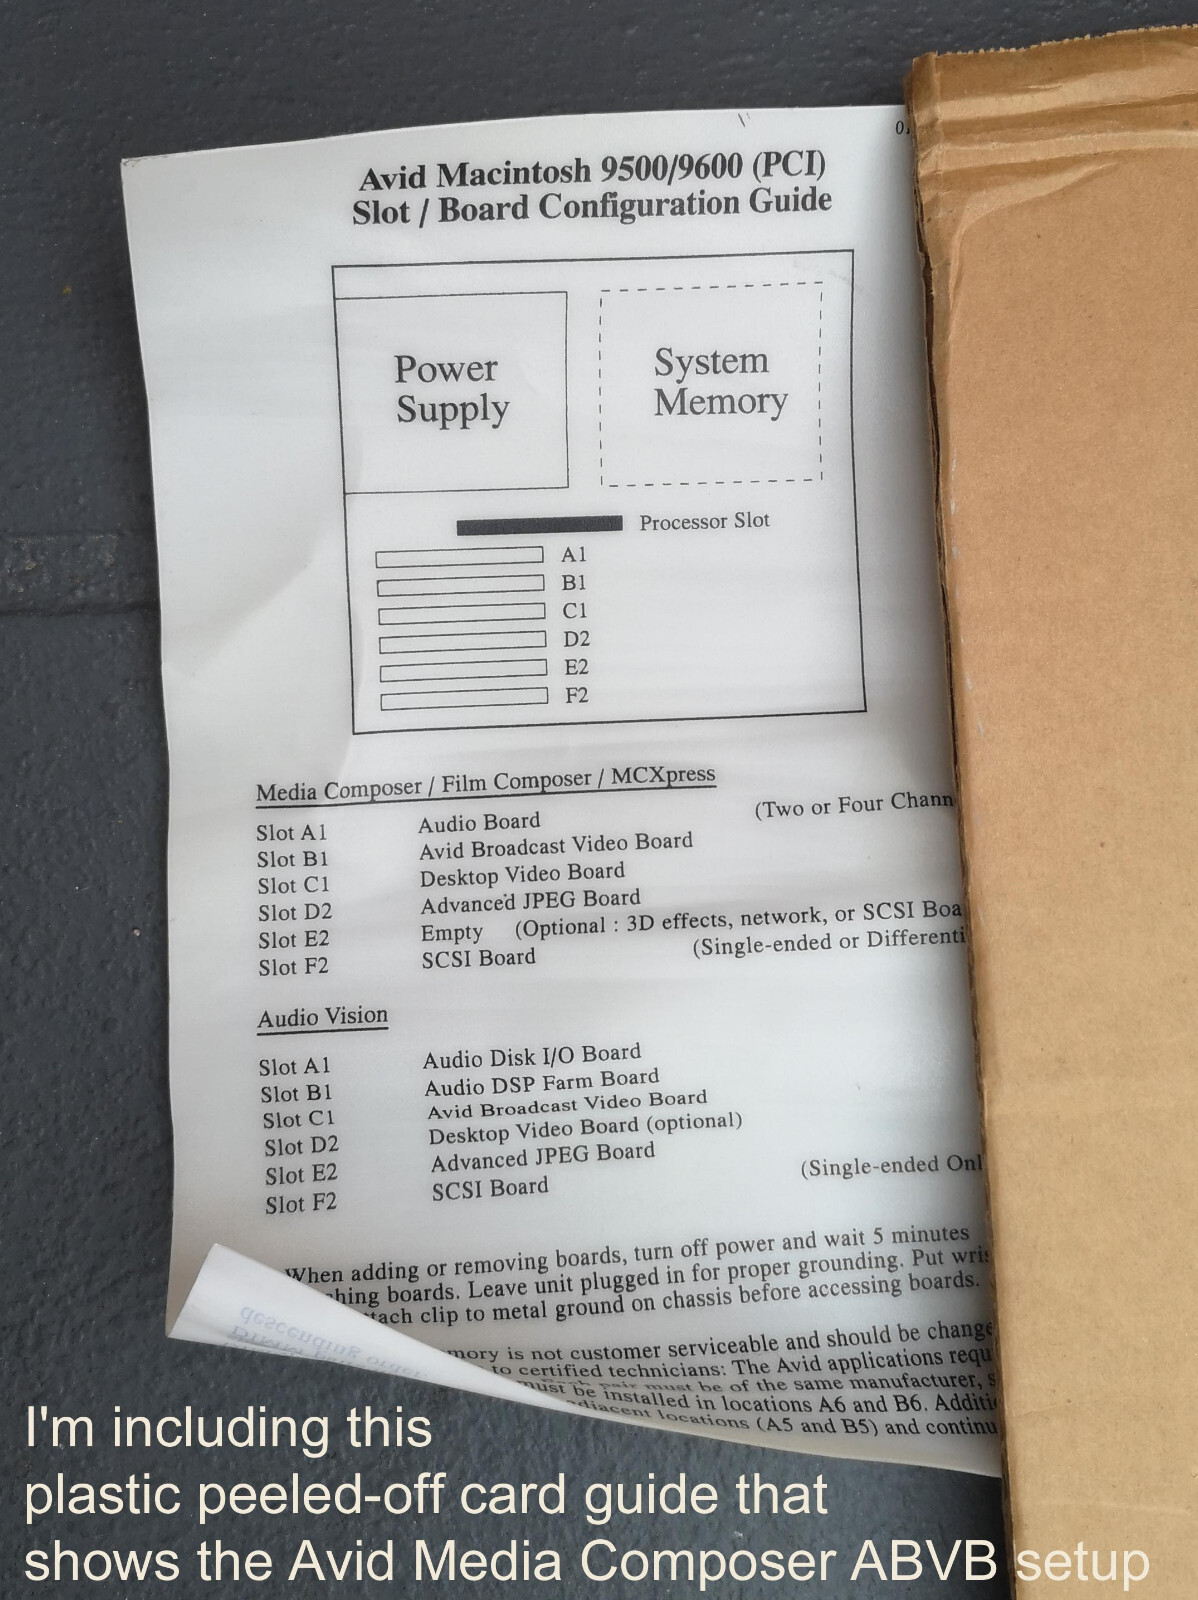 Avid Macintosh 9500/9600 (PCI)
Slot / Board Configuration Guide
Power
Supply
System
Memory
Processor Slot
A1
B1
C1
D2
E2
F2
Media Composer / Film Composer / MCXpress
Slot A1 Audio Board (Two or Four Chann
Slot B1 Avid Broadcast Video Board
Slot C1 Desktop Video Board
Slot D2 Advanced JPEG Board
Slot E2 Empty (Optional : 3D effects, network, or SCSI Boa
Slot F2 SCSI Board (Single-ended or Differenti
Audio Vision
Slot A1 Audio Disk I/O Board
Slot B1 Audio DSP Farm Board
Slot C1 Avid Broadcast Video Board
Slot D2 Desktop Video Board (optional)
Slot E2 Advanced JPEG Board
Slot F2 SCSI Board (Single-ended Onl
When adding or removing boards, turn off power and wait 5 minutes
ching boards. Leave unit plugged in for proper grounding. Put wris
tach clip to metal ground on chassis before accessing boards.
mory is not customer serviceable and should be change
to certified technicians: The Avid applications requ
pair must be of the same manufacturer, s
must be installed in locations A6 and B6. Additi
djacent locations (A5 and B5) and continu
descending order
I'm including this
plastic peeled-off card guide that
shows the Avid Media Composer ABVB setup